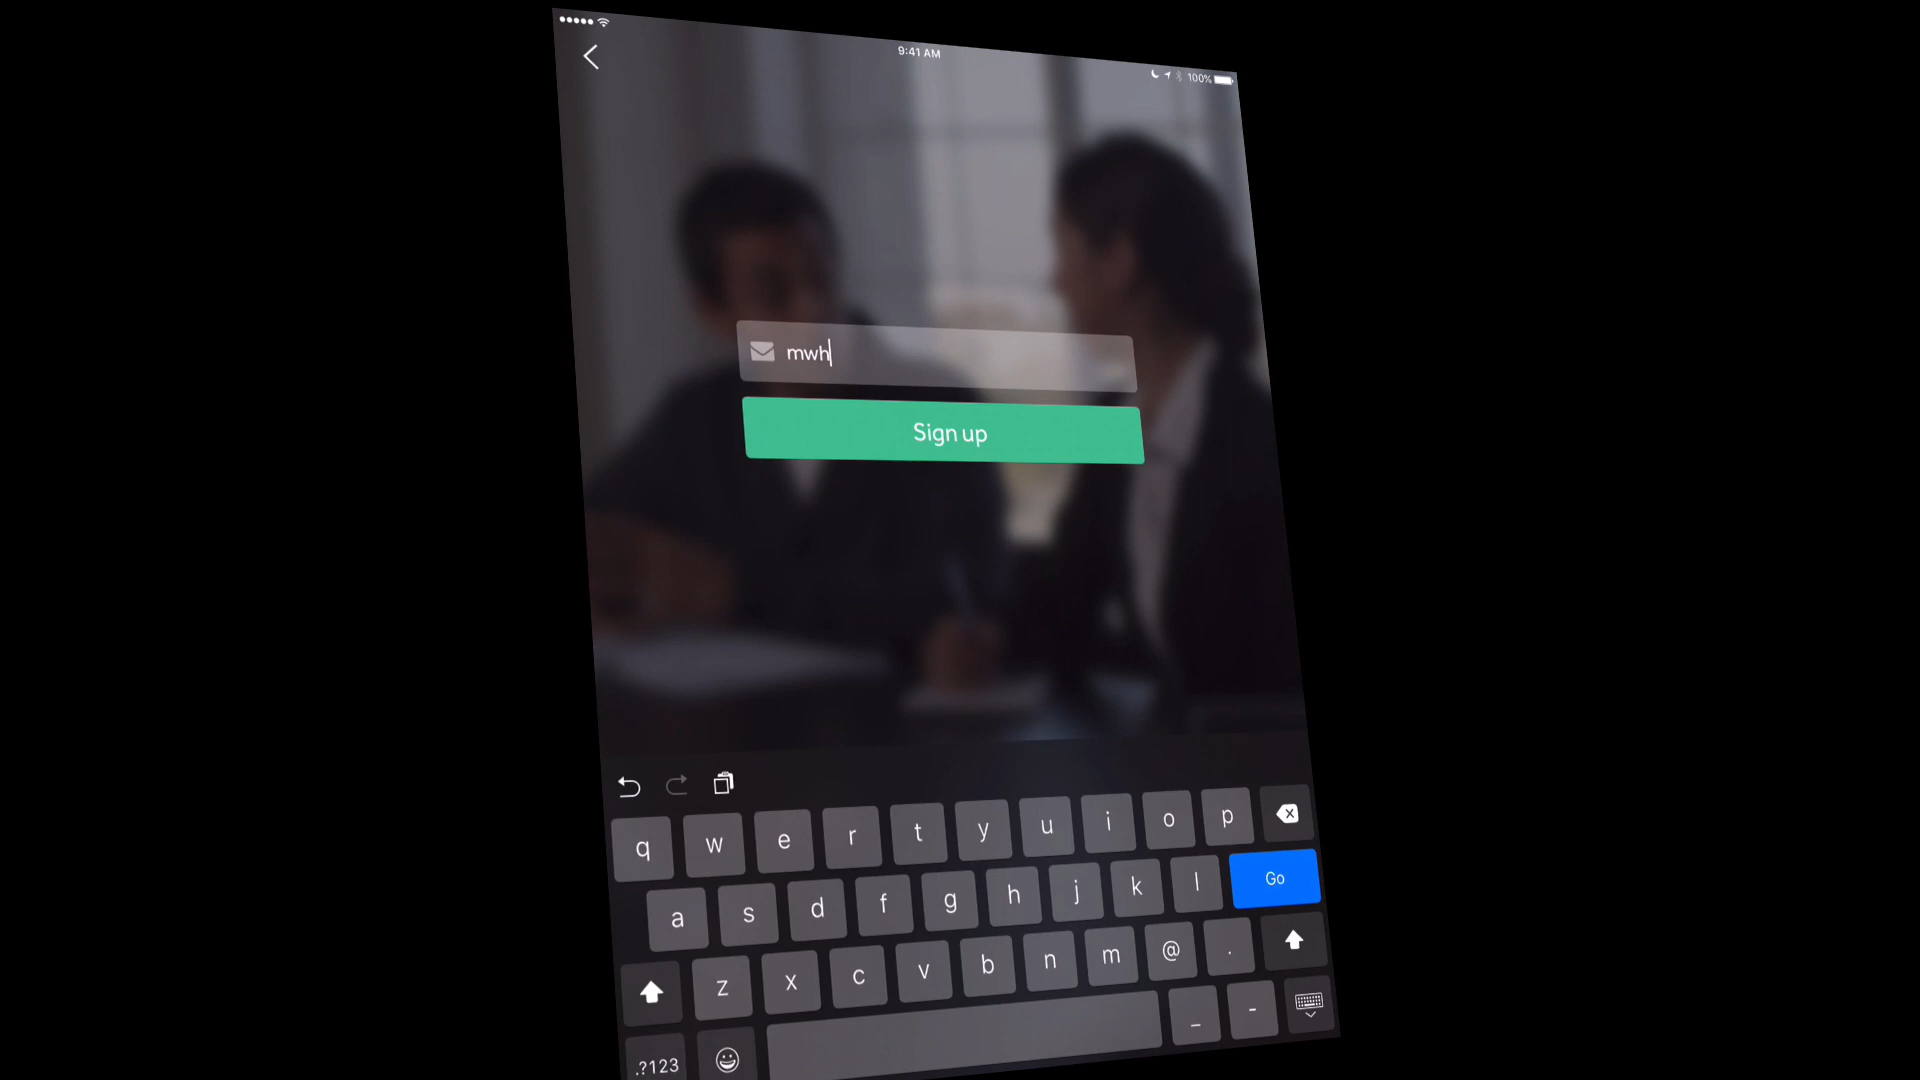 9:41 AM
100%
mwh
Sign up
q w e r t y u i o p
a s d f g h j k l Go
z x c v b n m @ .
.?123 _ -